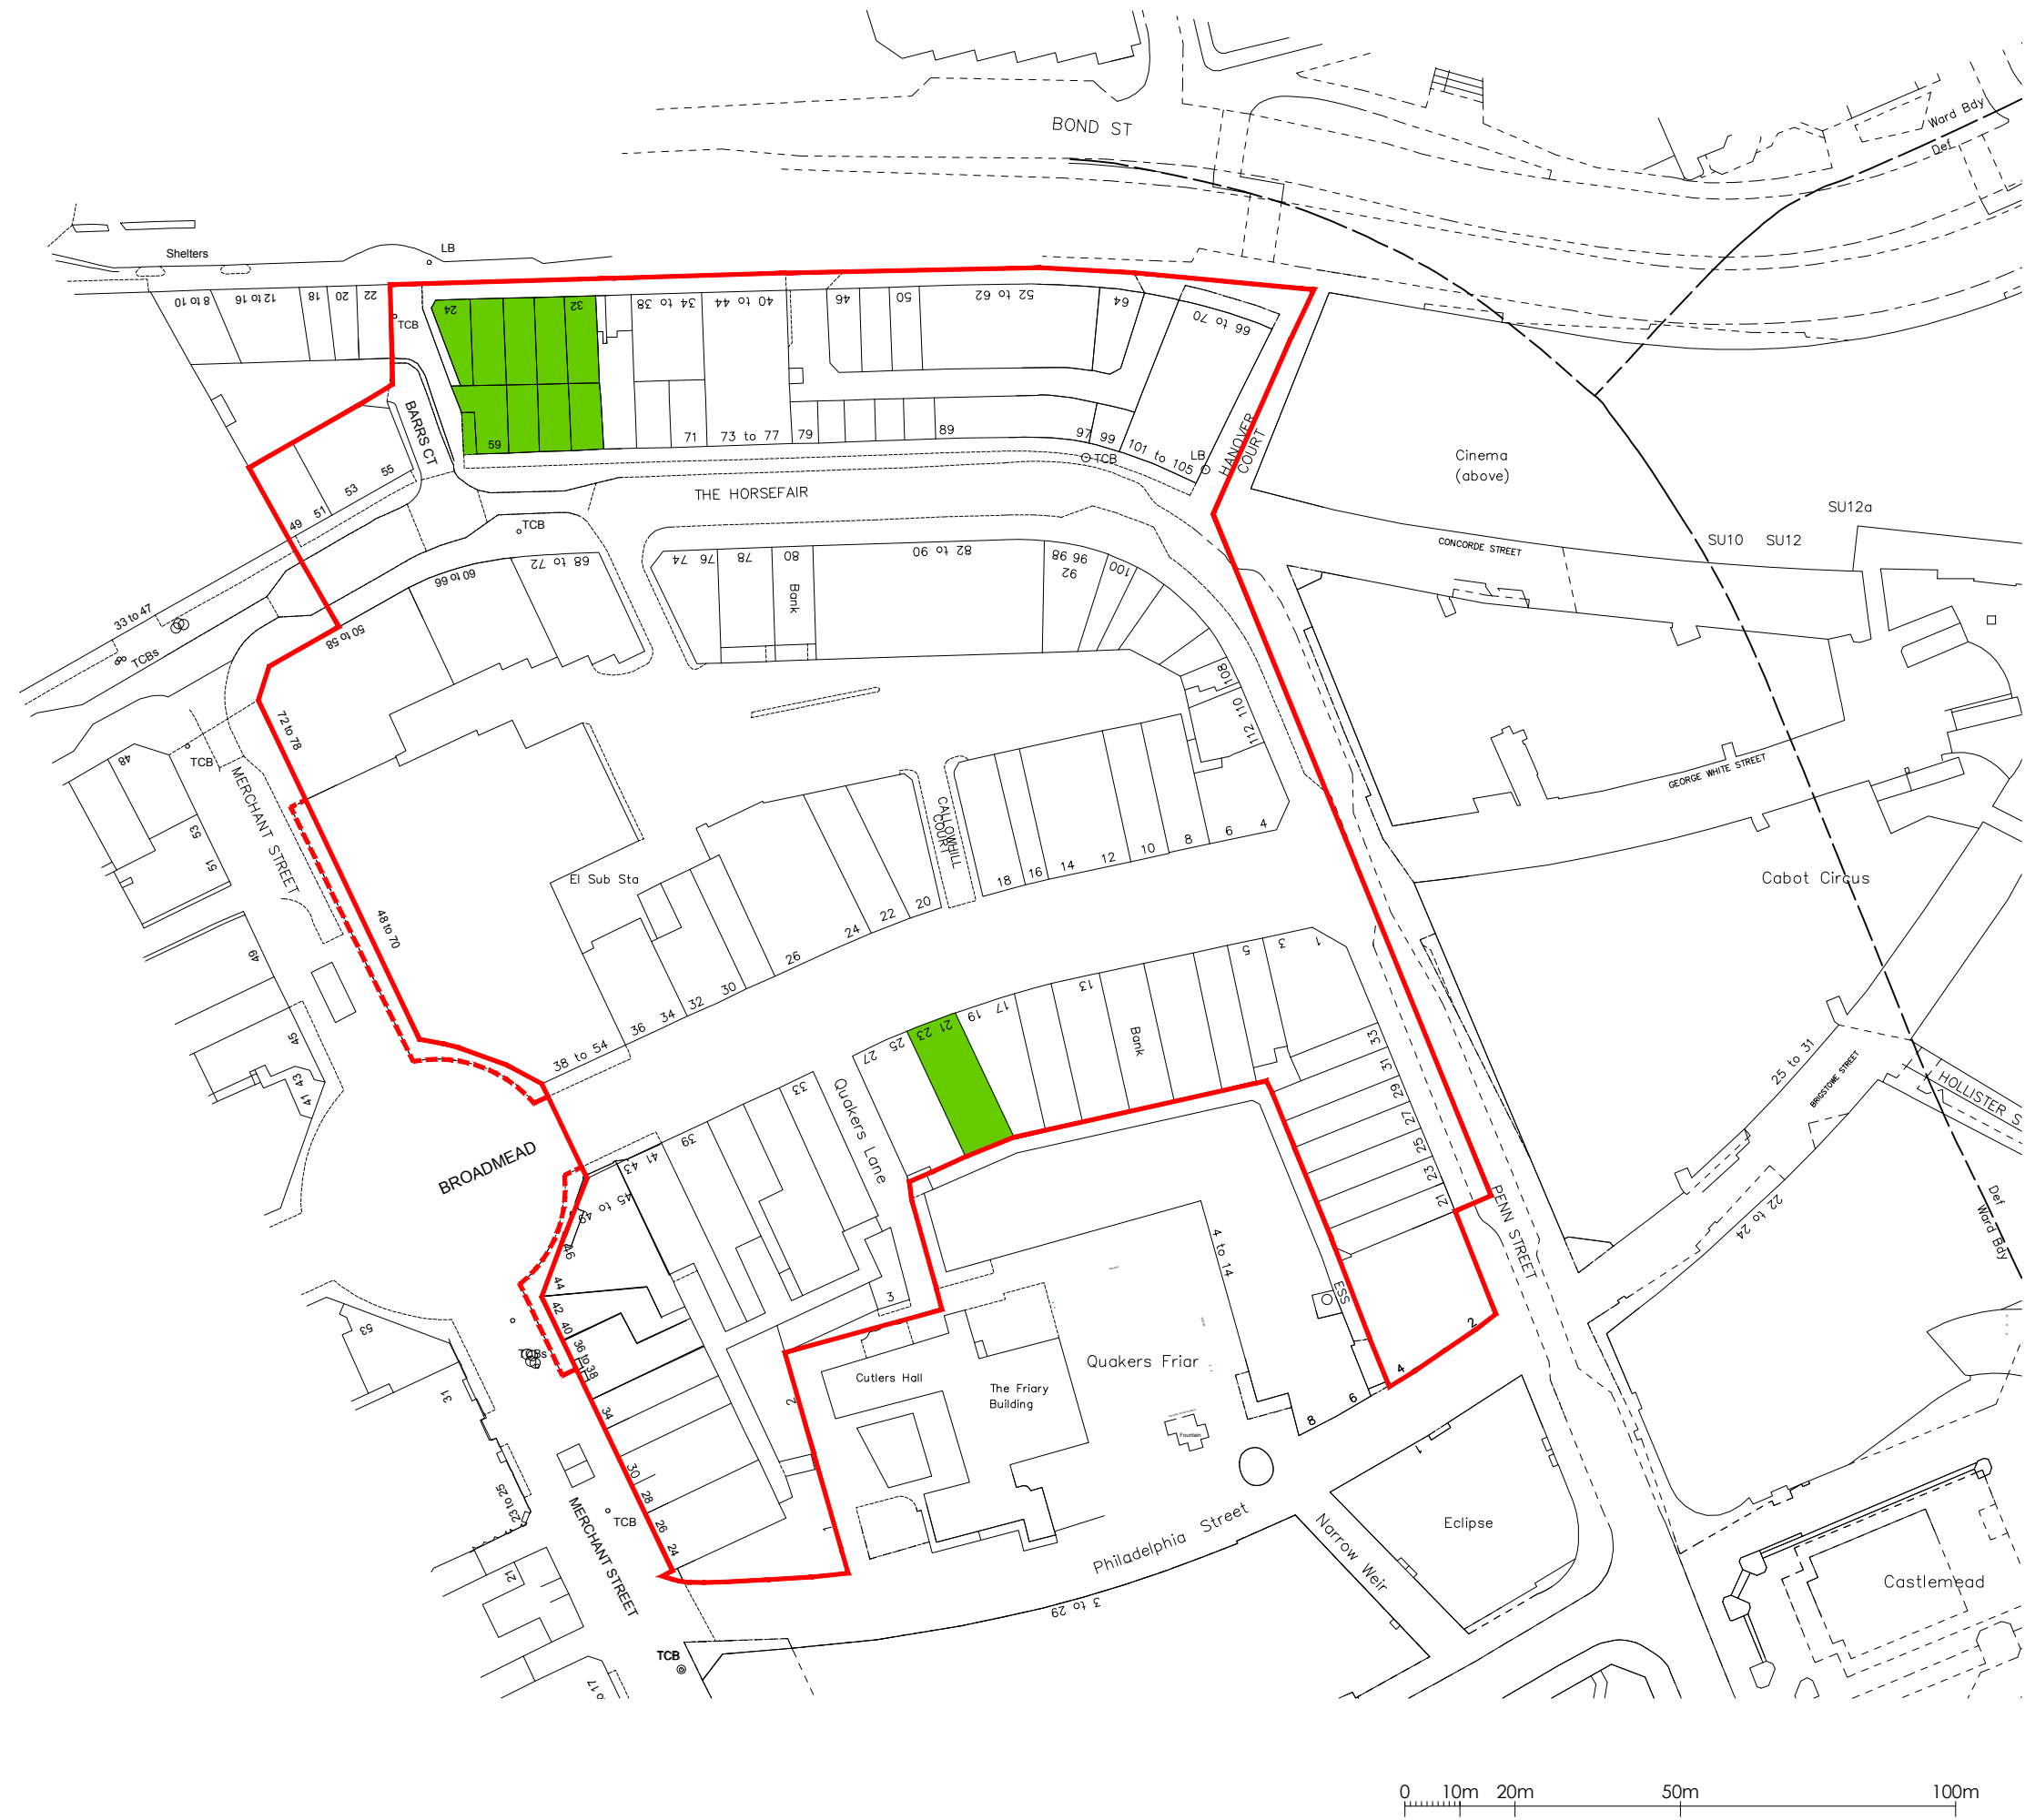 BOND ST
Ward Bdy
Def
Shelters
LB
8 to 10
12 to 16
18
20
22
TCB
24
32
34 to 38
40 to 44
46
50
52 to 62
64
66 to 70
BARRS CT
59
71
73 to 77
79
89
97
99
101 to 105
LB
TCB
HANOVER
COURT
Cinema
(above)
SU12a
SU10
SU12
CONCORDE STREET
49
51
53
55
THE HORSEFAIR
TCB
33 to 47
TCBs
50 to 58
60 to 66
68 to 72
74
76
78
80
Bank
82 to 90
92
96 98
100
108
112 110
GEORGE WHITE STREET
72 to 78
TCB
48
53
51
49
45
43
41
MERCHANT STREET
48 to 70
El Sub Sta
CALLOWHILL
COURT
4
6
8
10
12
14
16
18
20
22
24
26
30
32
34
36
38 to 54
Cabot Circus
1
3
5
13
Bank
17
19
21
23
25
27
33
31
29
27
25
23
21
25 to 31
BRIGSTOWE STREET
HOLLISTER S
Def
Ward Bdy
22 to 24
PENN STREET
Quakers Lane
33
39
41
43
45 to 49
BROADMEAD
46
44
42
40
36 to 38
34
30
28
26
24
3
2
1
4 to 14
ESS
2
4
6
8
Quakers Friar
Cutlers Hall
The Friary
Building
Fountain
53
31
TCBs
23 to 25
21
TCB
MERCHANT STREET
TCB
Philadelphia Street
3 to 29
Narrow Weir
1
Eclipse
Castlemead
0 10m 20m 50m 100m